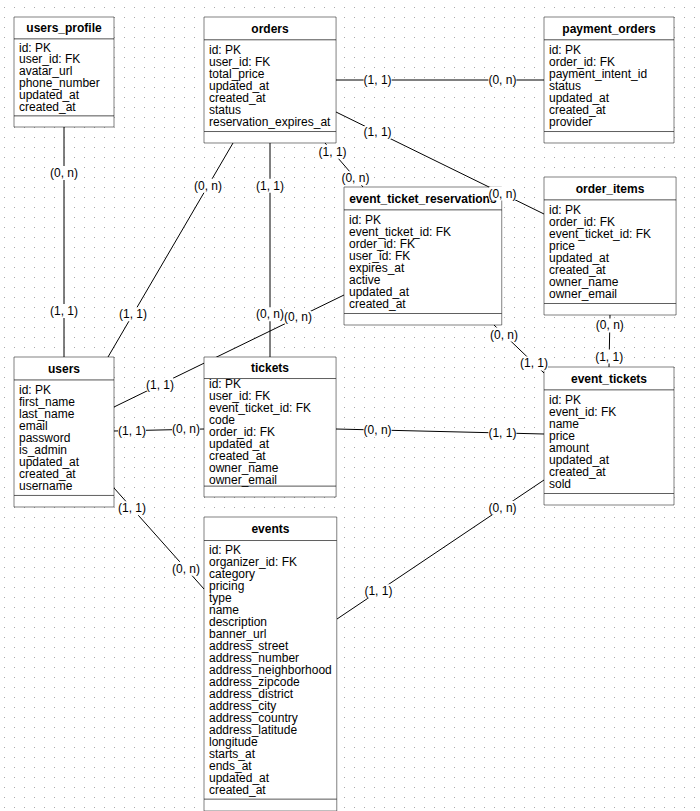 users_profile
id: PK
user_id: FK
avatar_url
phone_number
updated_at
created_at
orders
id: PK
user_id: FK
total_price
updated_at
created_at
status
reservation_expires_at
payment_orders
id: PK
order_id: FK
payment_intent_id
status
updated_at
created_at
provider
(1, 1)
(0, n)
(1, 1)
(0, n)
(1, 1)
(0, n)
(0, n)
(1, 1)
(0, n)
(1, 1)
(1, 1)
(0, n)
event_ticket_reservations
id: PK
event_ticket_id: FK
order_id: FK
user_id: FK
expires_at
active
updated_at
created_at
order_items
id: PK
order_id: FK
event_ticket_id: FK
price
updated_at
created_at
owner_name
owner_email
(0, n)
(1, 1)
(0, n)
(1, 1)
(0, n)
(1, 1)
users
id: PK
first_name
last_name
email
password
is_admin
updated_at
created_at
username
tickets
id: PK
user_id: FK
event_ticket_id: FK
code
order_id: FK
updated_at
created_at
owner_name
owner_email
event_tickets
id: PK
event_id: FK
name
price
amount
updated_at
created_at
sold
(1, 1)
(0, n)
(0, n)
(1, 1)
(1, 1)
(0, n)
(0, n)
(1, 1)
events
id: PK
organizer_id: FK
category
pricing
type
name
description
banner_url
address_street
address_number
address_neighborhood
address_zipcode
address_district
address_city
address_country
address_latitude
longitude
starts_at
ends_at
updated_at
created_at